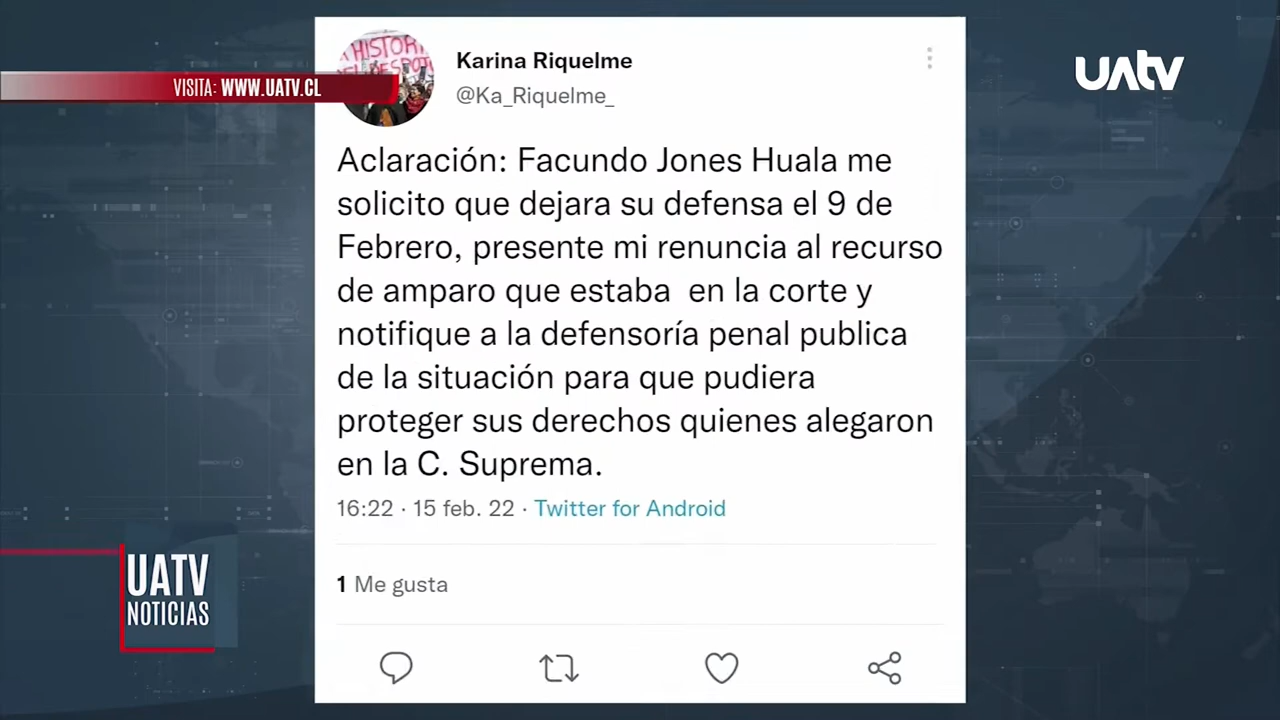 VISITA: WWW.UATV.CL
UATV
Karina Riquelme
@Ka_Riquelme_
Aclaración: Facundo Jones Huala me
solicito que dejara su defensa el 9 de
Febrero, presente mi renuncia al recurso
de amparo que estaba  en la corte y
notifique a la defensoría penal publica
de la situación para que pudiera
proteger sus derechos quienes alegaron
en la C. Suprema.
16:22 · 15 feb. 22 · Twitter for Android
1 Me gusta
UATV
NOTICIAS